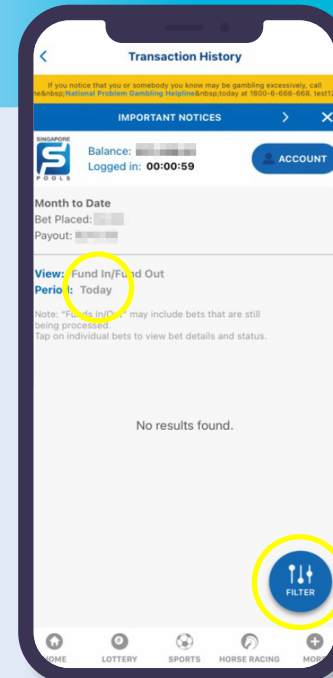 Transaction History
If you notice that you or somebody you know may be gambling excessively, call
he&nbsp;National Problem Gambling Helpline&nbsp;today at 1800-6-668-668. test12
IMPORTANT NOTICES
SINGAPORE
POOLS
Balance:
Logged in: 00:00:59
ACCOUNT
Month to Date
Bet Placed:
Payout:
View: Fund In/Fund Out
Period: Today
Note: "Funds In/Out" may include bets that are still
being processed.
Tap on individual bets to view bet details and status.
No results found.
FILTER
HOME LOTTERY SPORTS HORSE RACING MORE